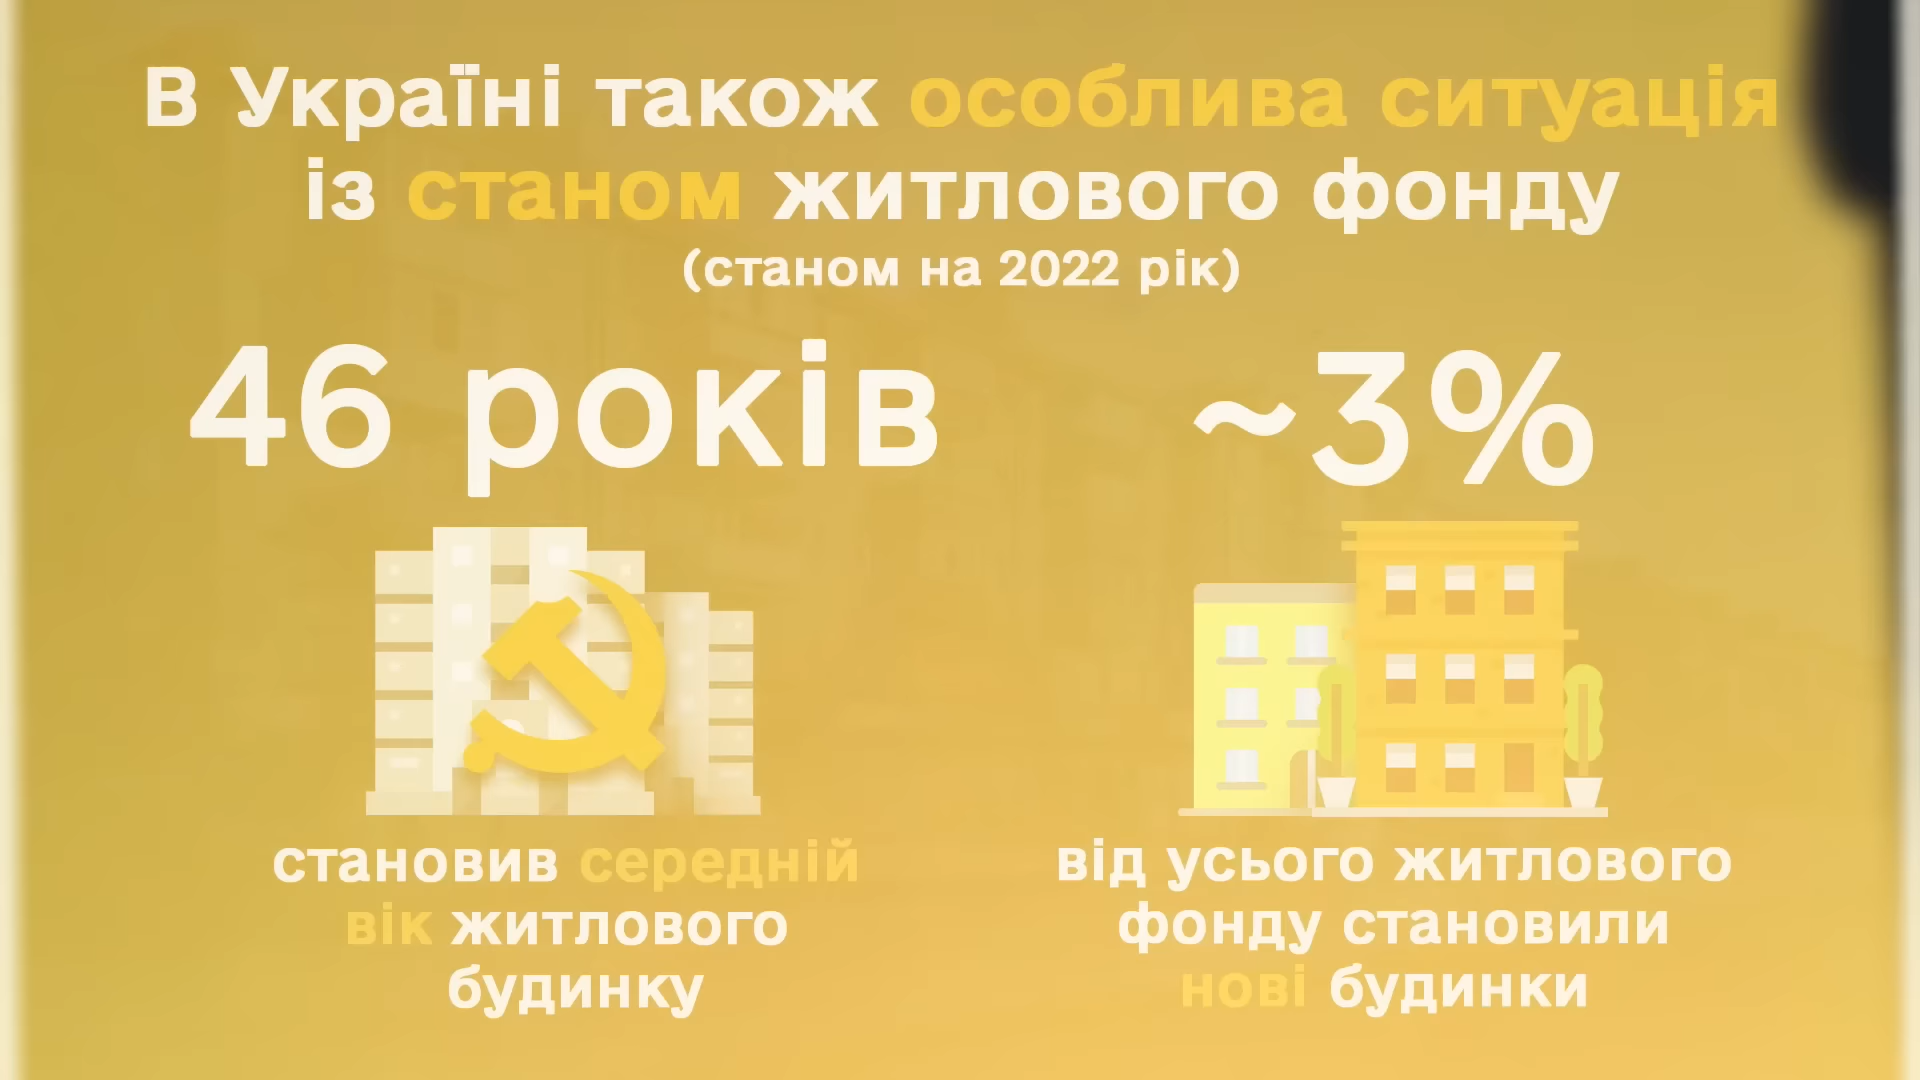 В Україні також особлива ситуація
із станом житлового фонду
(станом на 2022 рік)
46 років
становив середній
вік житлового
будинку
~3%
від усього житлового
фонду становили
нові будинки